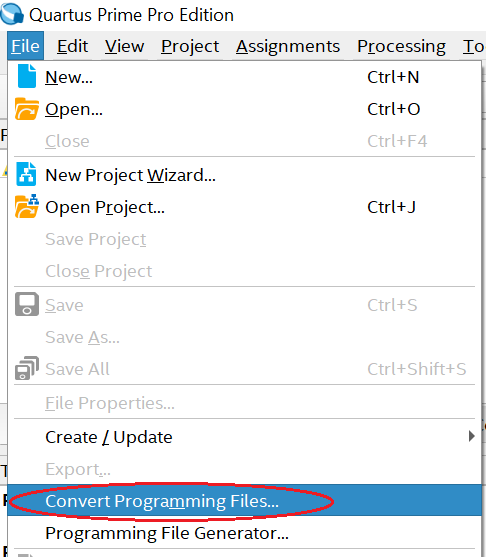 Quartus Prime Pro Edition
File Edit View Project Assignments Processing To
New... Ctrl+N
Open... Ctrl+O
Close Ctrl+F4
New Project Wizard...
Open Project... Ctrl+J
Save Project
Close Project
Save Ctrl+S
Save As...
Save All Ctrl+Shift+S
File Properties...
Create / Update
Export...
Convert Programming Files...
Programming File Generator...